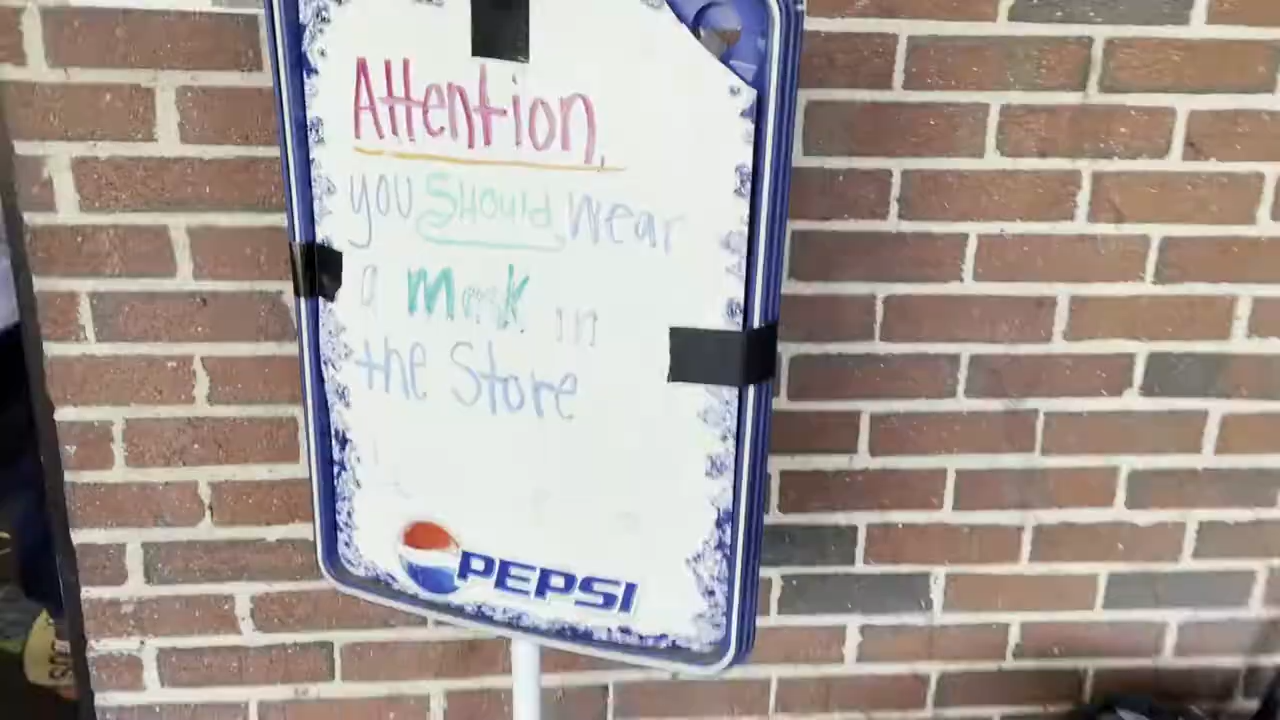 Attention,
you Should wear
a Mask in
the Store
PEPSI